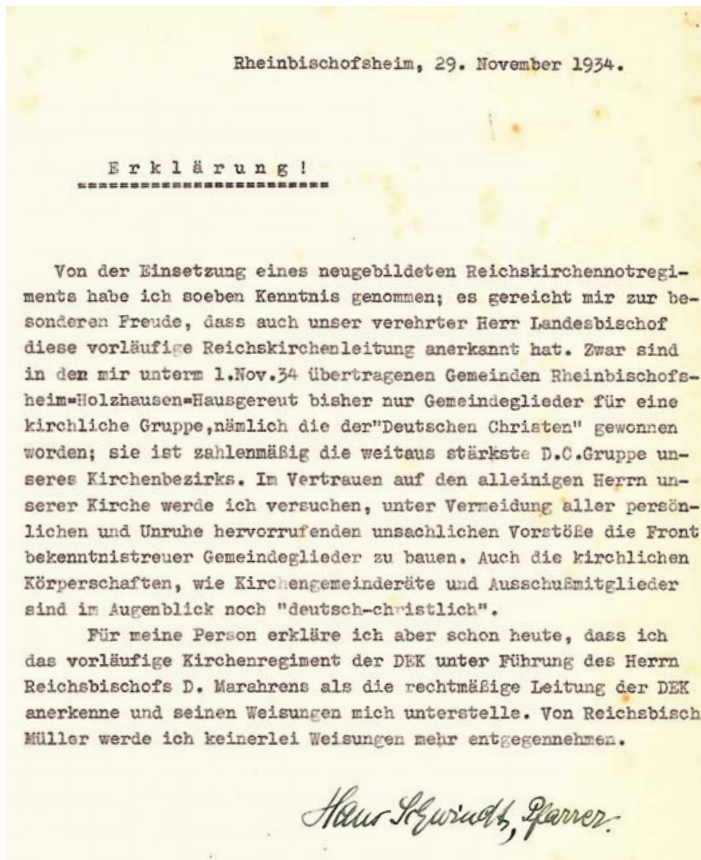 Rheinbischofsheim, 29. November 1934.
E r k l ä r u n g !
Von der Einsetzung eines neugebildeten Reichskirchennotregi-
ments habe ich soeben Kenntnis genommen; es gereicht mir zur be-
sonderen Freude, dass auch unser verehrter Herr Landesbischof
diese vorläufige Reichskirchenleitung anerkannt hat. Zwar sind
in den mir unterm 1.Nov.34 übertragenen Gemeinden Rheinbischofs-
heim=Holzhausen=Hausgereut bisher nur Gemeindeglieder für eine
kirchliche Gruppe,nämlich die der"Deutschen Christen" gewonnen
worden; sie ist zahlenmäßig die weitaus stärkste D.C.Gruppe un-
seres Kirchenbezirks. Im Vertrauen auf den alleinigen Herrn un-
serer Kirche werde ich versuchen, unter Vermeidung aller persön-
lichen und Unruhe hervorrufenden unsachlichen Vorstöße die Front
bekenntnistreuer Gemeindeglieder zu bauen. Auch die kirchlichen
Körperschaften, wie Kirchengemeinderäte und Ausschußmitglieder
sind im Augenblick noch "deutsch-christlich".
Für meine Person erkläre ich aber schon heute, dass ich
das vorläufige Kirchenregiment der DEK unter Führung des Herrn
Reichsbischofs D. Marahrens als die rechtmäßige Leitung der DEK
anerkenne und seinen Weisungen mich unterstelle. Von Reichsbisch
Müller werde ich keinerlei Weisungen mehr entgegennehmen.
Hans Schwindt, Pfarrer.